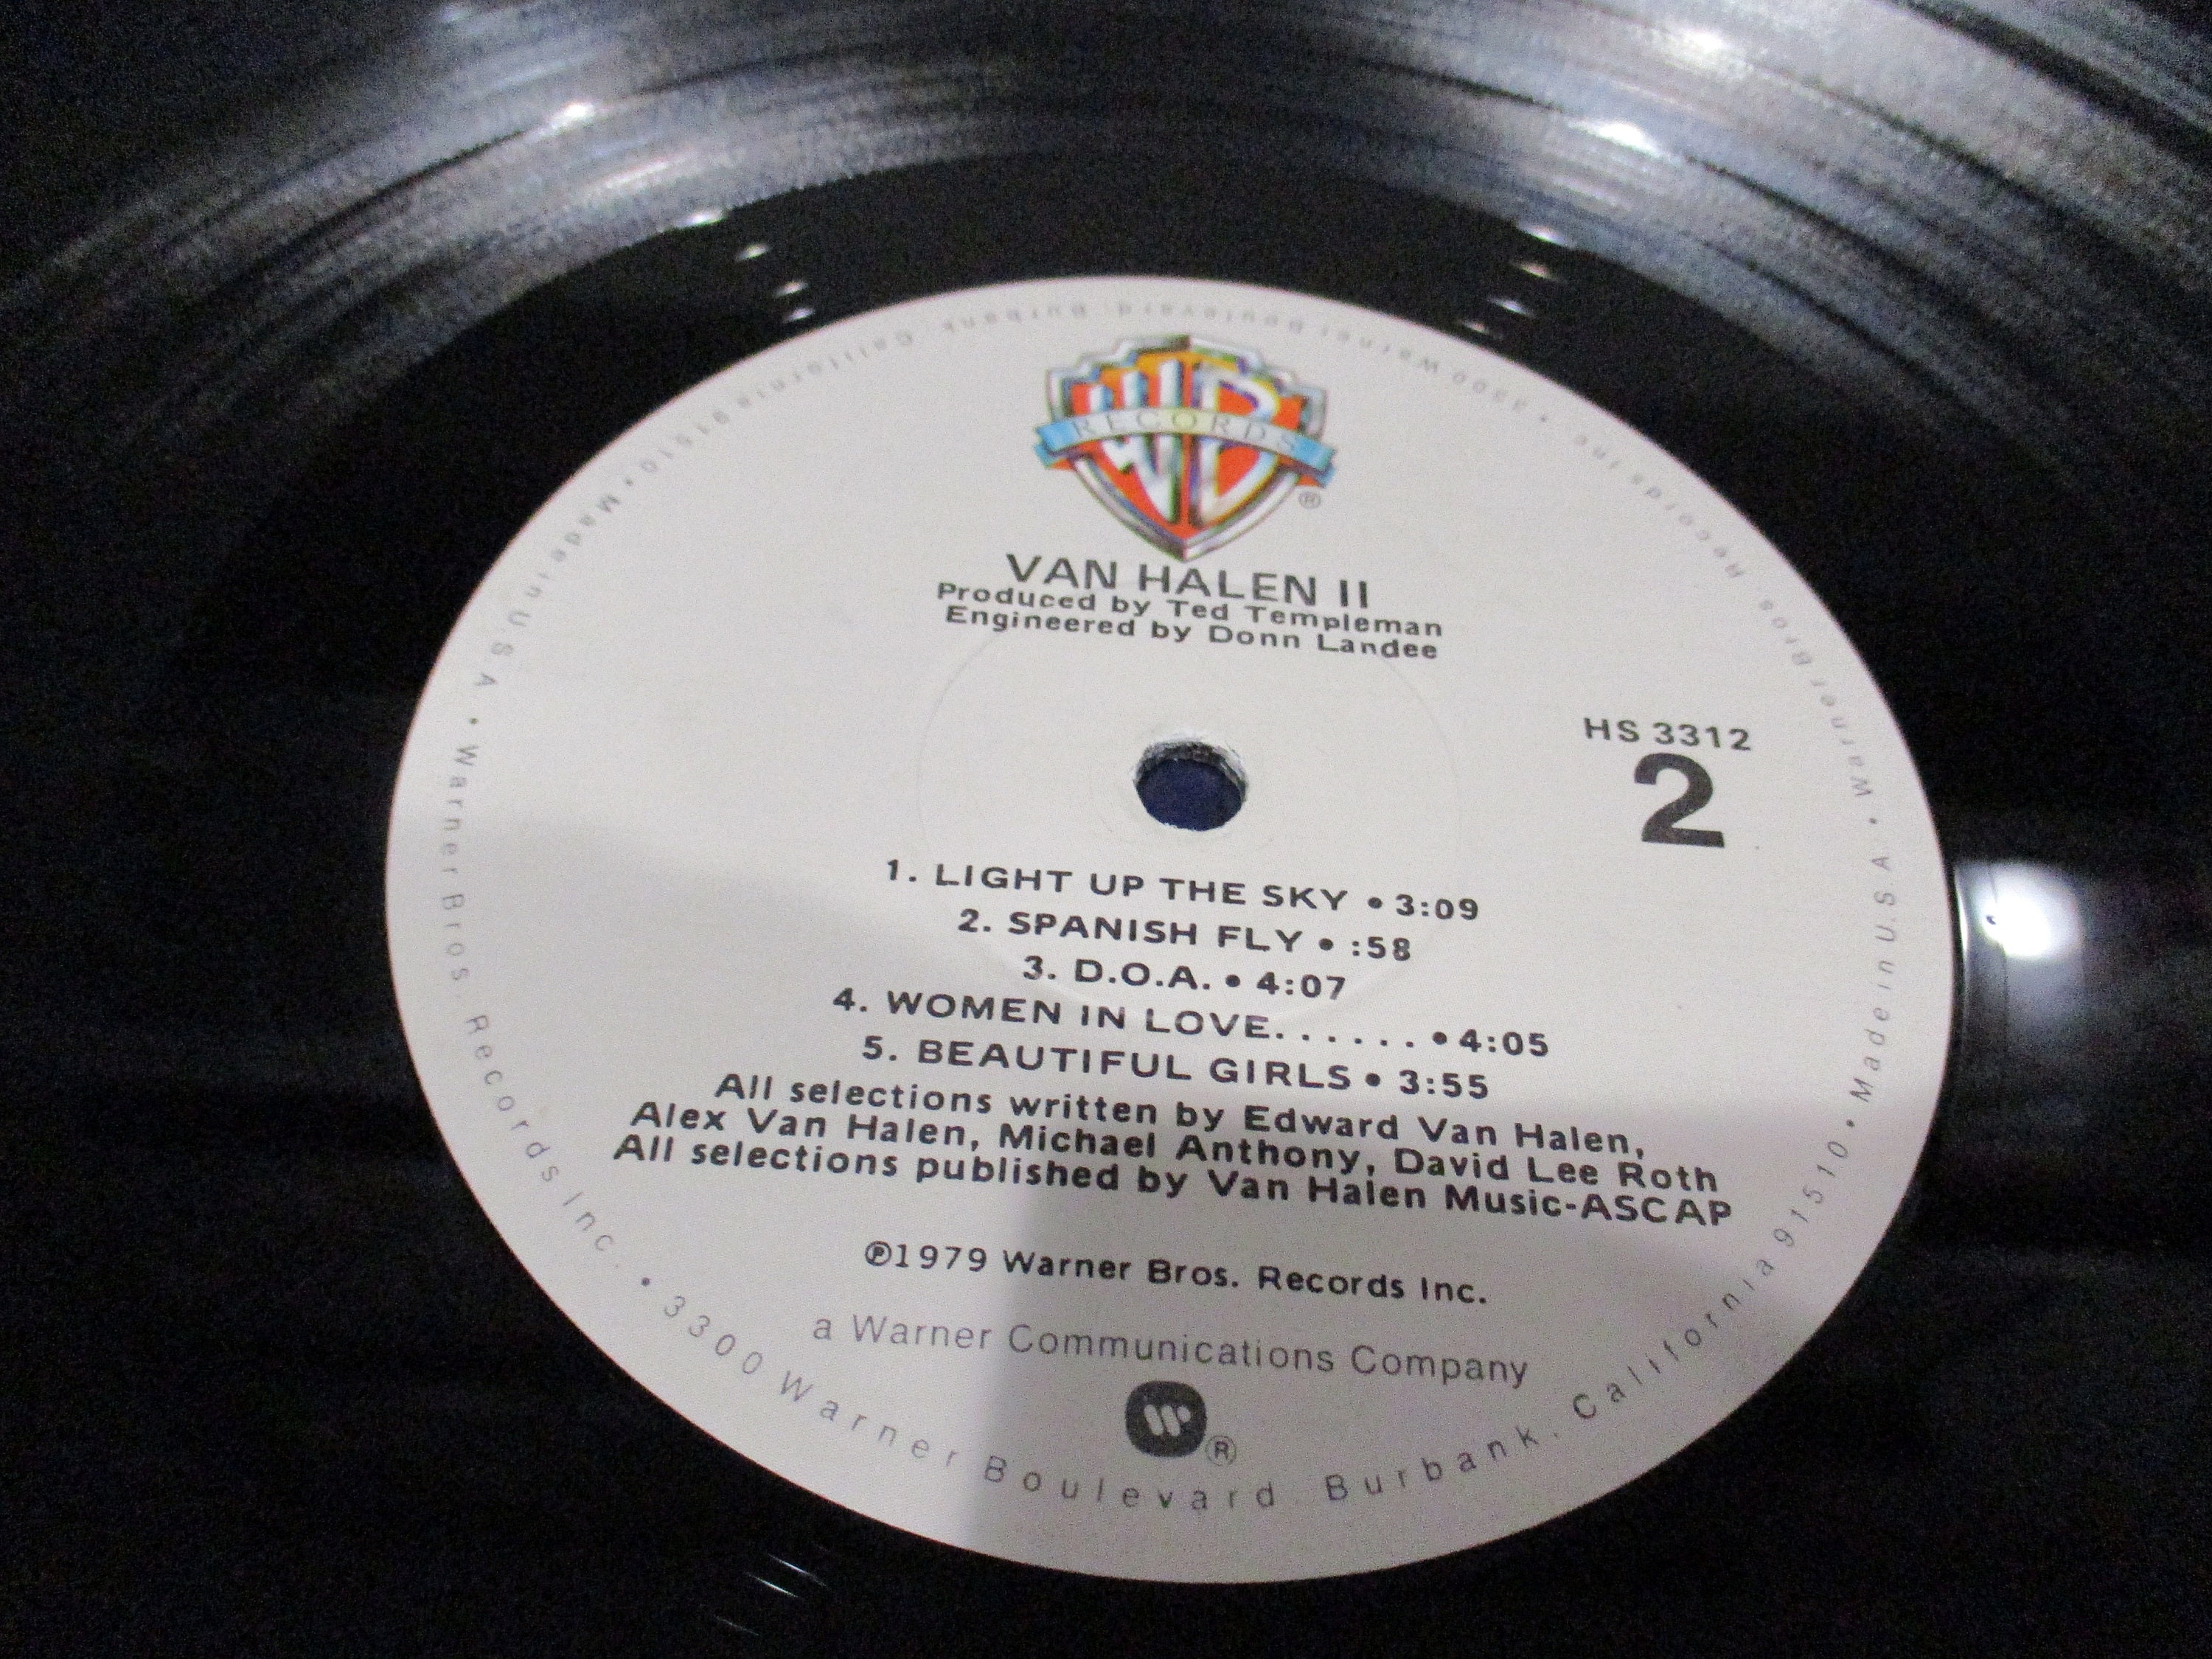 WB
RECORDS
®
VAN HALEN II
Produced by Ted Templeman
Engineered by Donn Landee
HS 3312
2
1. LIGHT UP THE SKY • 3:09
2. SPANISH FLY • :58
3. D.O.A. • 4:07
4. WOMEN IN LOVE. . . . . . • 4:05
5. BEAUTIFUL GIRLS • 3:55
All selections written by Edward Van Halen,
Alex Van Halen, Michael Anthony, David Lee Roth
All selections published by Van Halen Music-ASCAP
℗1979 Warner Bros. Records Inc.
a Warner Communications Company
®
Warner Bros. Records Inc. • 3300 Warner Boulevard, Burbank, California 91510 • Made in U.S.A. • Warner Bros. Records Inc. • 3300 Warner Boulevard, Burbank, California 91510 • Made in U.S.A. •